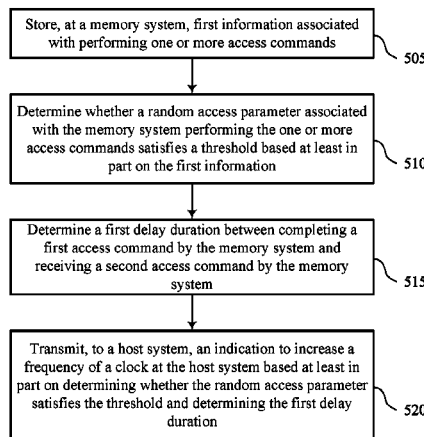 Store, at a memory system, first information associated
with performing one or more access commands
505
Determine whether a random access parameter associated
with the memory system performing the one or more
access commands satisfies a threshold based at least in
part on the first information
510
Determine a first delay duration between completing a
first access command by the memory system and
receiving a second access command by the memory
system
515
Transmit, to a host system, an indication to increase a
frequency of a clock at the host system based at least in
part on determining whether the random access parameter
satisfies the threshold and determining the first delay
duration
520